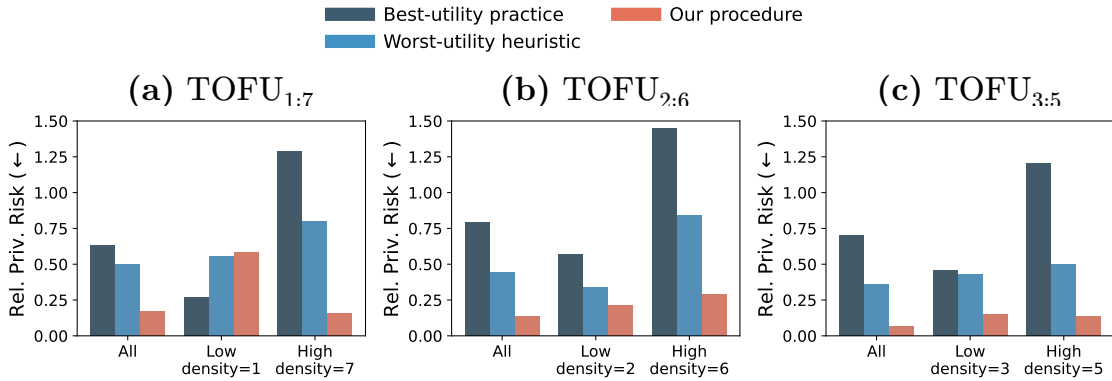 Best-utility practice
Our procedure
Worst-utility heuristic
(a) TOFU1:7
(b) TOFU2:6
(c) TOFU3:5
Rel. Priv. Risk (←)
1.50
1.25
1.00
0.75
0.50
0.25
0.00
All
Low
density=1
High
density=7
Rel. Priv. Risk (←)
1.50
1.25
1.00
0.75
0.50
0.25
0.00
All
Low
density=2
High
density=6
Rel. Priv. Risk (←)
1.50
1.25
1.00
0.75
0.50
0.25
0.00
All
Low
density=3
High
density=5